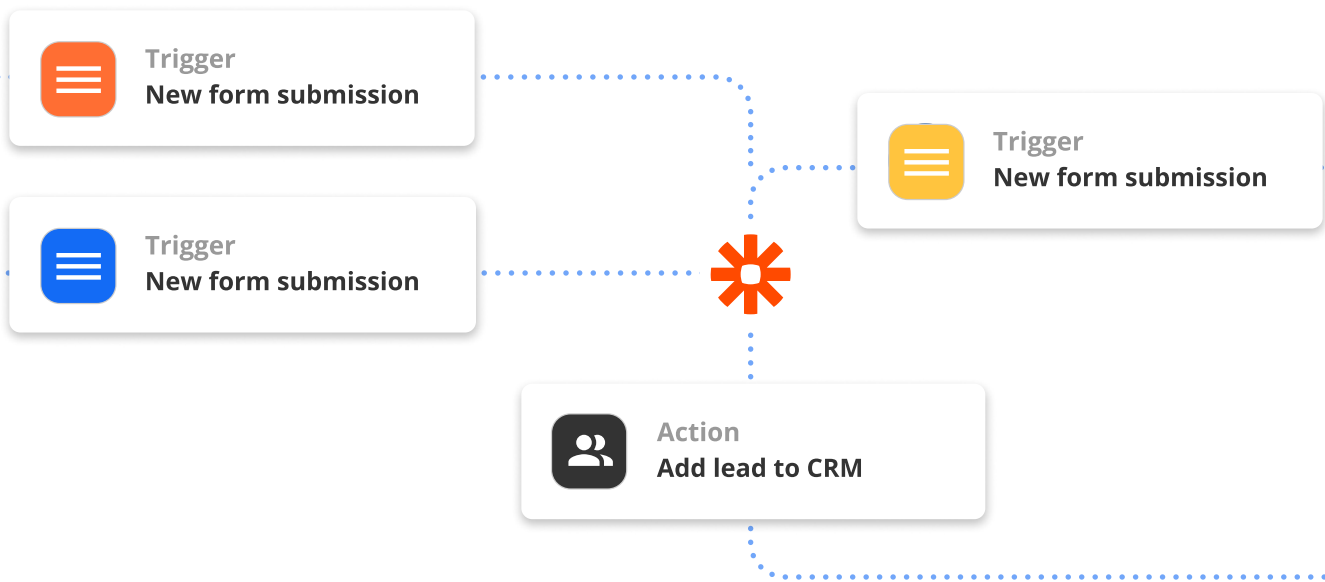 Trigger
New form submission
Trigger
New form submission
Trigger
New form submission
Action
Add lead to CRM